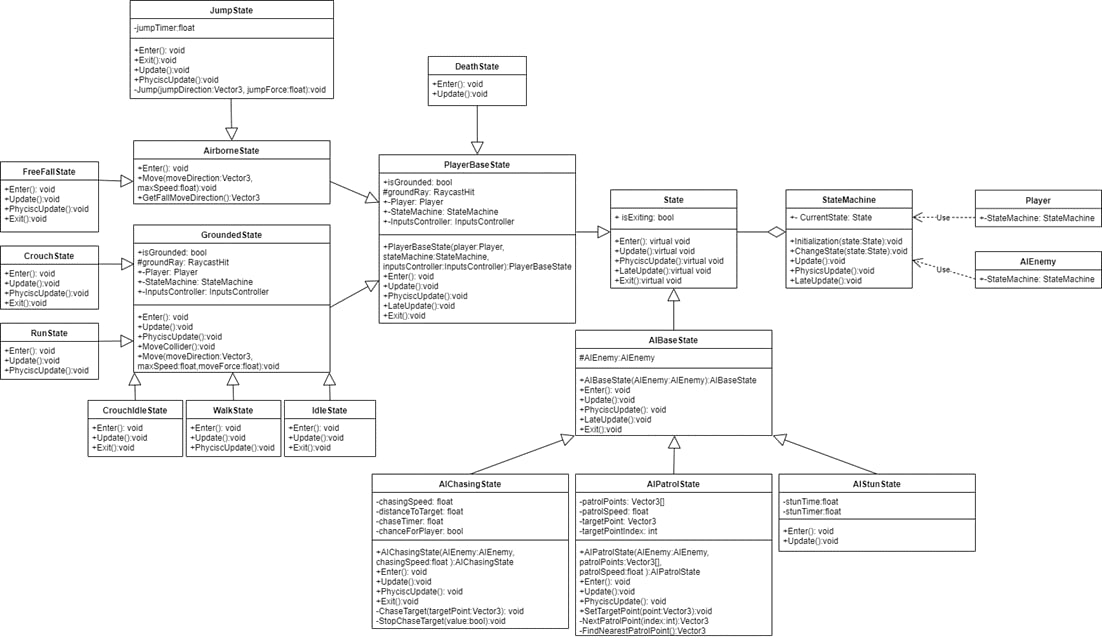 JumpState
-jumpTimer:float
+Enter(): void
+Exit():void
+Update():void
+PhyciscUpdate():void
-Jump(jumpDirection:Vector3, jumpForce:float):void
DeathState
+Enter(): void
+Update():void
AirborneState
+Enter(): void
+Move(moveDirection:Vector3,
maxSpeed:float):void
+GetFallMoveDirection():Vector3
FreeFallState
+Enter(): void
+Update():void
+PhyciscUpdate():void
+Exit():void
CrouchState
+Enter(): void
+Update():void
+PhyciscUpdate():void
+Exit():void
RunState
+Enter(): void
+Update():void
+PhyciscUpdate():void
GroundedState
+isGrounded: bool
#groundRay: RaycastHit
+-Player: Player
+-StateMachine: StateMachine
+-InputsController: InputsController
+Enter(): void
+Update():void
+PhyciscUpdate():void
+MoveCollider():void
+Move(moveDirection:Vector3,
maxSpeed:float,moveForce:float):void
CrouchIdleState
+Enter(): void
+Update():void
+Exit():void
WalkState
+Enter(): void
+Update():void
+PhyciscUpdate():void
IdleState
+Enter(): void
+Update():void
+Exit():void
PlayerBaseState
+isGrounded: bool
#groundRay: RaycastHit
+-Player: Player
+-StateMachine: StateMachine
+-InputsController: InputsController
+PlayerBaseState(player:Player,
stateMachine:StateMachine,
inputsController:InputsController):PlayerBaseState
+Enter(): void
+Update():void
+PhyciscUpdate():void
+LateUpdate():void
+Exit():void
State
+ isExiting: bool
+Enter(): virtual void
+Update():virtual void
+PhyciscUpdate():virtual void
+LateUpdate():virtual void
+Exit():virtual void
StateMachine
+- CurrentState: State
+Initialization(state:State):void
+ChangeState(state:State):void
+Update():void
+PhysicsUpdate():void
+LateUpdate():void
Use
Use
Player
+-StateMachine: StateMachine
AIEnemy
+-StateMachine: StateMachine
AIBaseState
#AIEnemy:AIEnemy
+AIBaseState(AIEnemy:AIEnemy):AIBaseState
+Enter(): void
+Update():void
+PhyciscUpdate(): void
+LateUpdate():void
+Exit():void
AIChasingState
-chasingSpeed: float
-distanceToTarget: float
-chaseTimer: float
-chanceForPlayer: bool
+AIChasingState(AIEnemy:AIEnemy,
chasingSpeed:float ):AIChasingState
+Enter(): void
+Update():void
+PhyciscUpdate(): void
+Exit():void
-ChaseTarget(targetPoint:Vector3): void
-StopChaseTarget(value:bool):void
AIPatrolState
-patrolPoints: Vector3[]
-patrolSpeed: float
-targetPoint: Vector3
-targetPointIndex: int
+AIPatrolState(AIEnemy:AIEnemy,
patrolPoints:Vector3[],
patrolSpeed:float ):AIPatrolState
+Enter(): void
+Update():void
+PhyciscUpdate(): void
+SetTargetPoint(point:Vector3):void
-NextPatrolPoint(index:int):Vector3
-FindNearestPatrolPoint():Vector3
AIStunState
-stunTime:float
-stunTimer:float
+Enter(): void
+Update():void